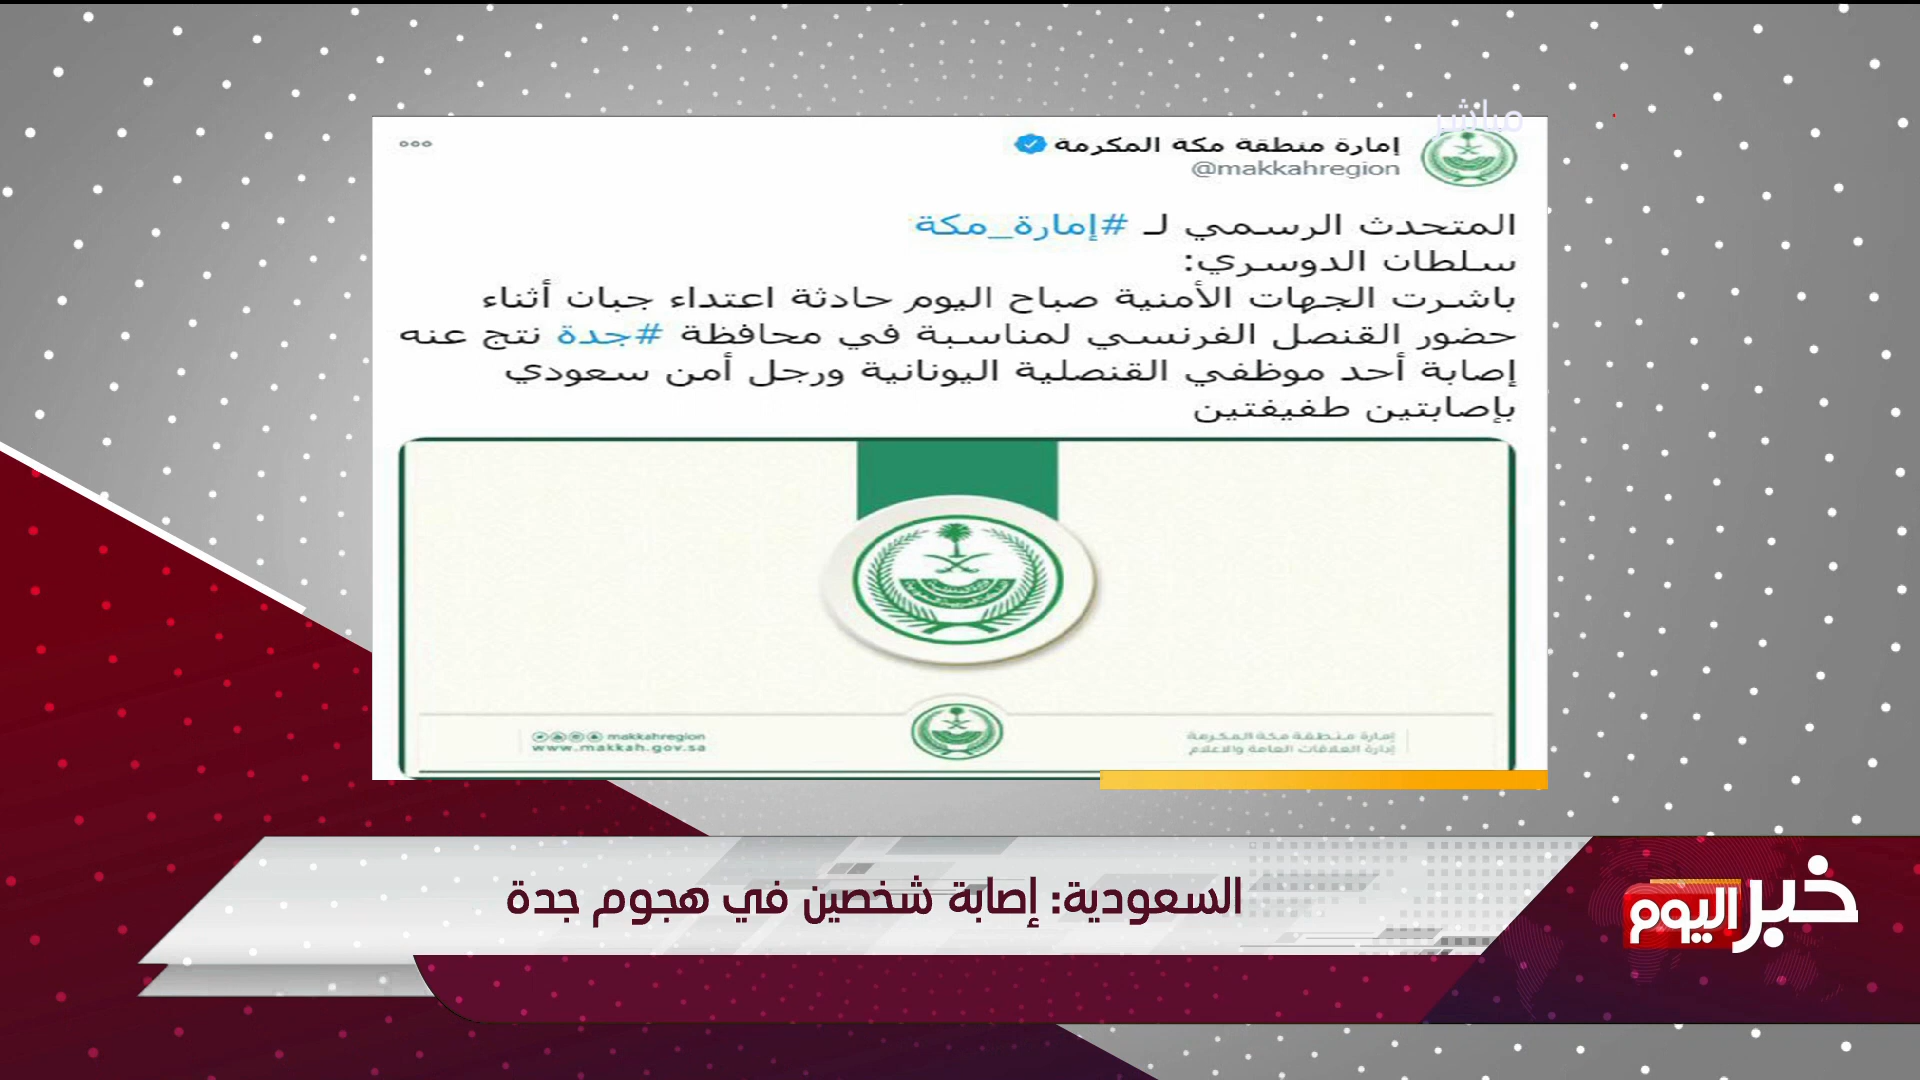 مباشر
إمارة منطقة مكة المكرمة
@makkahregion
المتحدث الرسمي لـ #إمارة_مكة
سلطان الدوسري:
باشرت الجهات الأمنية صباح اليوم حادثة اعتداء جبان أثناء
حضور القنصل الفرنسي لمناسبة في محافظة #جدة نتج عنه
إصابة أحد موظفي القنصلية اليونانية ورجل أمن سعودي
بإصابتين طفيفتين
إمارة منطقة مكة المكرمة
إدارة العلاقات العامة والاعلام
makkahregion
www.makkah.gov.sa
السعودية: إصابة شخصين في هجوم جدة
خبر اليوم